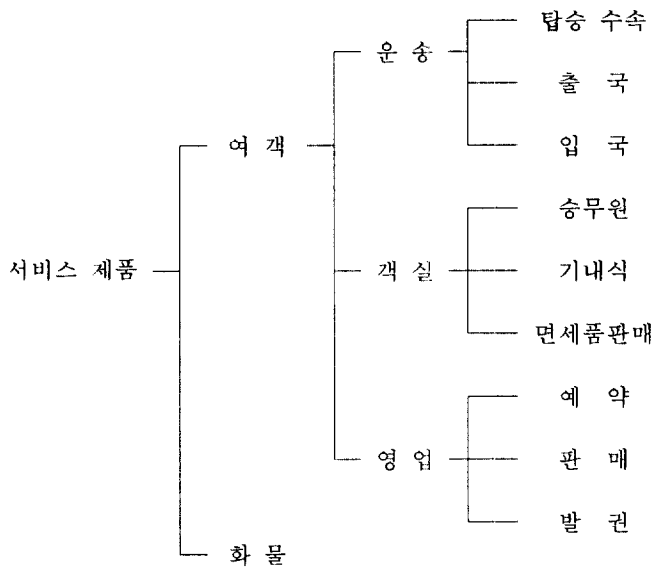 탑승 수속
운 송
출 국
여 객
입 국
승무원
서비스 제품
객 실
기내식
면세품판매
예 약
영 업
판 매
발 권
화 물